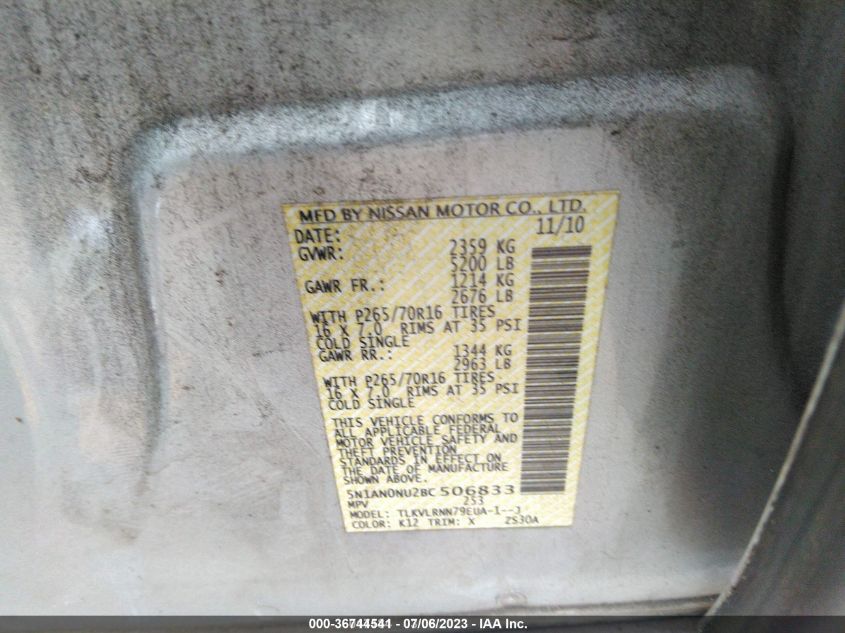 MFD BY NISSAN MOTOR CO., LTD.
DATE: 11/10
GVWR: 2359 KG
5200 LB
GAWR FR.: 1214 KG
2676 LB
WITH P265/70R16 TIRES
16 X 7.0 RIMS AT 35 PSI
COLD SINGLE
GAWR RR.: 1344 KG
2963 LB
WITH P265/70R16 TIRES
16 X 7.0 RIMS AT 35 PSI
COLD SINGLE
THIS VEHICLE CONFORMS TO
ALL APPLICABLE FEDERAL
MOTOR VEHICLE SAFETY AND
THEFT PREVENTION
STANDARDS IN EFFECT ON
THE DATE OF MANUFACTURE
SHOWN ABOVE.
5N1AN0NU2BC506833
MPV 253
MODEL: TLKVLRNN79EUA-I--J
COLOR: K12 TRIM: X ZS30A
000-36744541 - 07/06/2023 - IAA Inc.